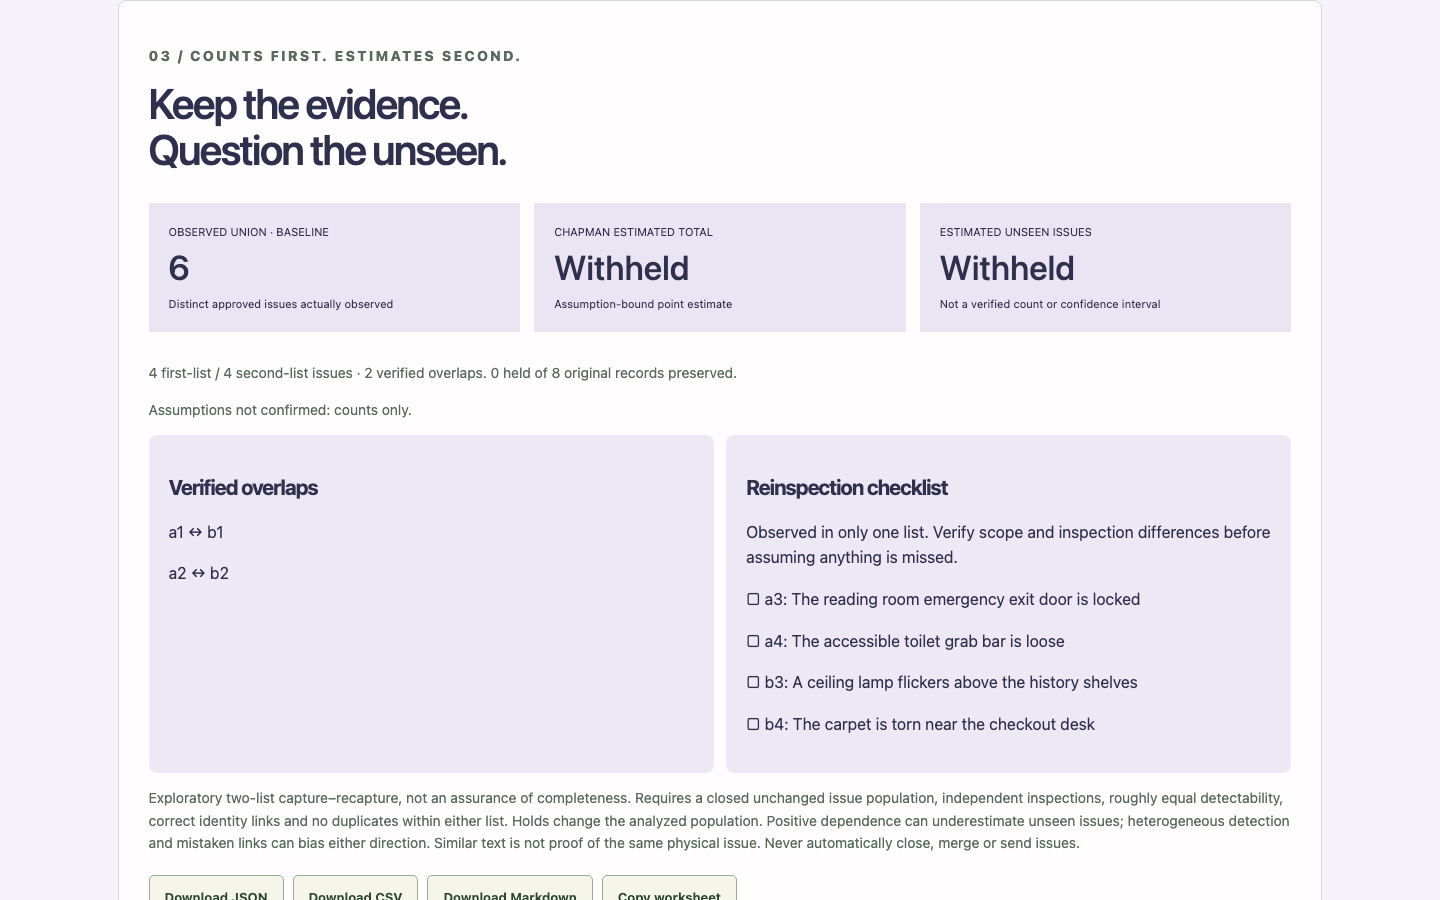 03 / COUNTS FIRST. ESTIMATES SECOND.
Keep the evidence.
Question the unseen.
OBSERVED UNION · BASELINE
6
Distinct approved issues actually observed
CHAPMAN ESTIMATED TOTAL
Withheld
Assumption-bound point estimate
ESTIMATED UNSEEN ISSUES
Withheld
Not a verified count or confidence interval
4 first-list / 4 second-list issues · 2 verified overlaps. 0 held of 8 original records preserved.
Assumptions not confirmed: counts only.
Verified overlaps
a1 ↔ b1
a2 ↔ b2
Reinspection checklist
Observed in only one list. Verify scope and inspection differences before
assuming anything is missed.
☐ a3: The reading room emergency exit door is locked
☐ a4: The accessible toilet grab bar is loose
☐ b3: A ceiling lamp flickers above the history shelves
☐ b4: The carpet is torn near the checkout desk
Exploratory two-list capture–recapture, not an assurance of completeness. Requires a closed unchanged issue population, independent inspections, roughly equal detectability,
correct identity links and no duplicates within either list. Holds change the analyzed population. Positive dependence can underestimate unseen issues; heterogeneous detection
and mistaken links can bias either direction. Similar text is not proof of the same physical issue. Never automatically close, merge or send issues.
Download JSON
Download CSV
Download Markdown
Copy worksheet